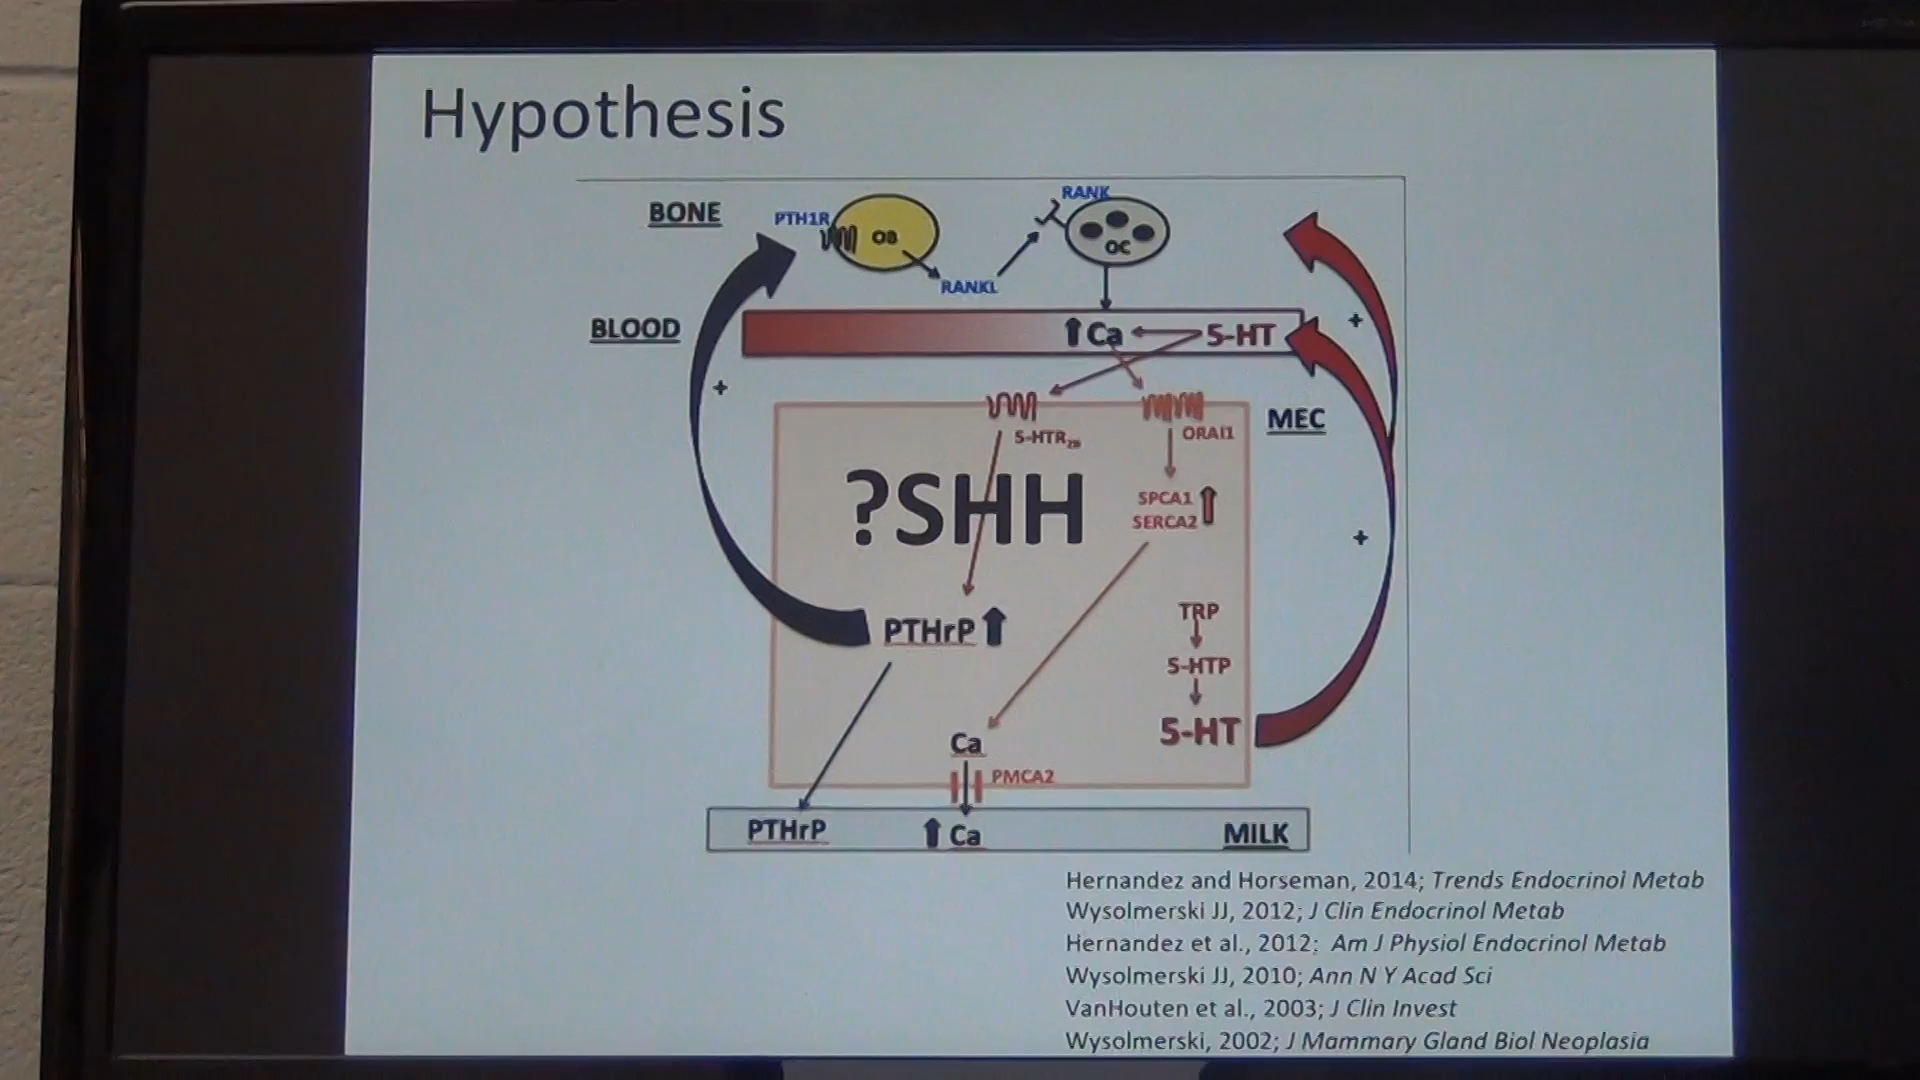 Hypothesis
BONE
PTH1R
OB
RANKL
RANK
OC
BLOOD
Ca
5-HT
+
+
5-HTR2B
ORAI1
MEC
?SHH
SPCA1
SERCA2
+
PTHrP
TRP
5-HTP
5-HT
Ca
PMCA2
PTHrP
Ca
MILK
Hernandez and Horseman, 2014; Trends Endocrinol Metab
Wysolmerski JJ, 2012; J Clin Endocrinol Metab
Hernandez et al., 2012; Am J Physiol Endocrinol Metab
Wysolmerski JJ, 2010; Ann N Y Acad Sci
VanHouten et al., 2003; J Clin Invest
Wysolmerski, 2002; J Mammary Gland Biol Neoplasia